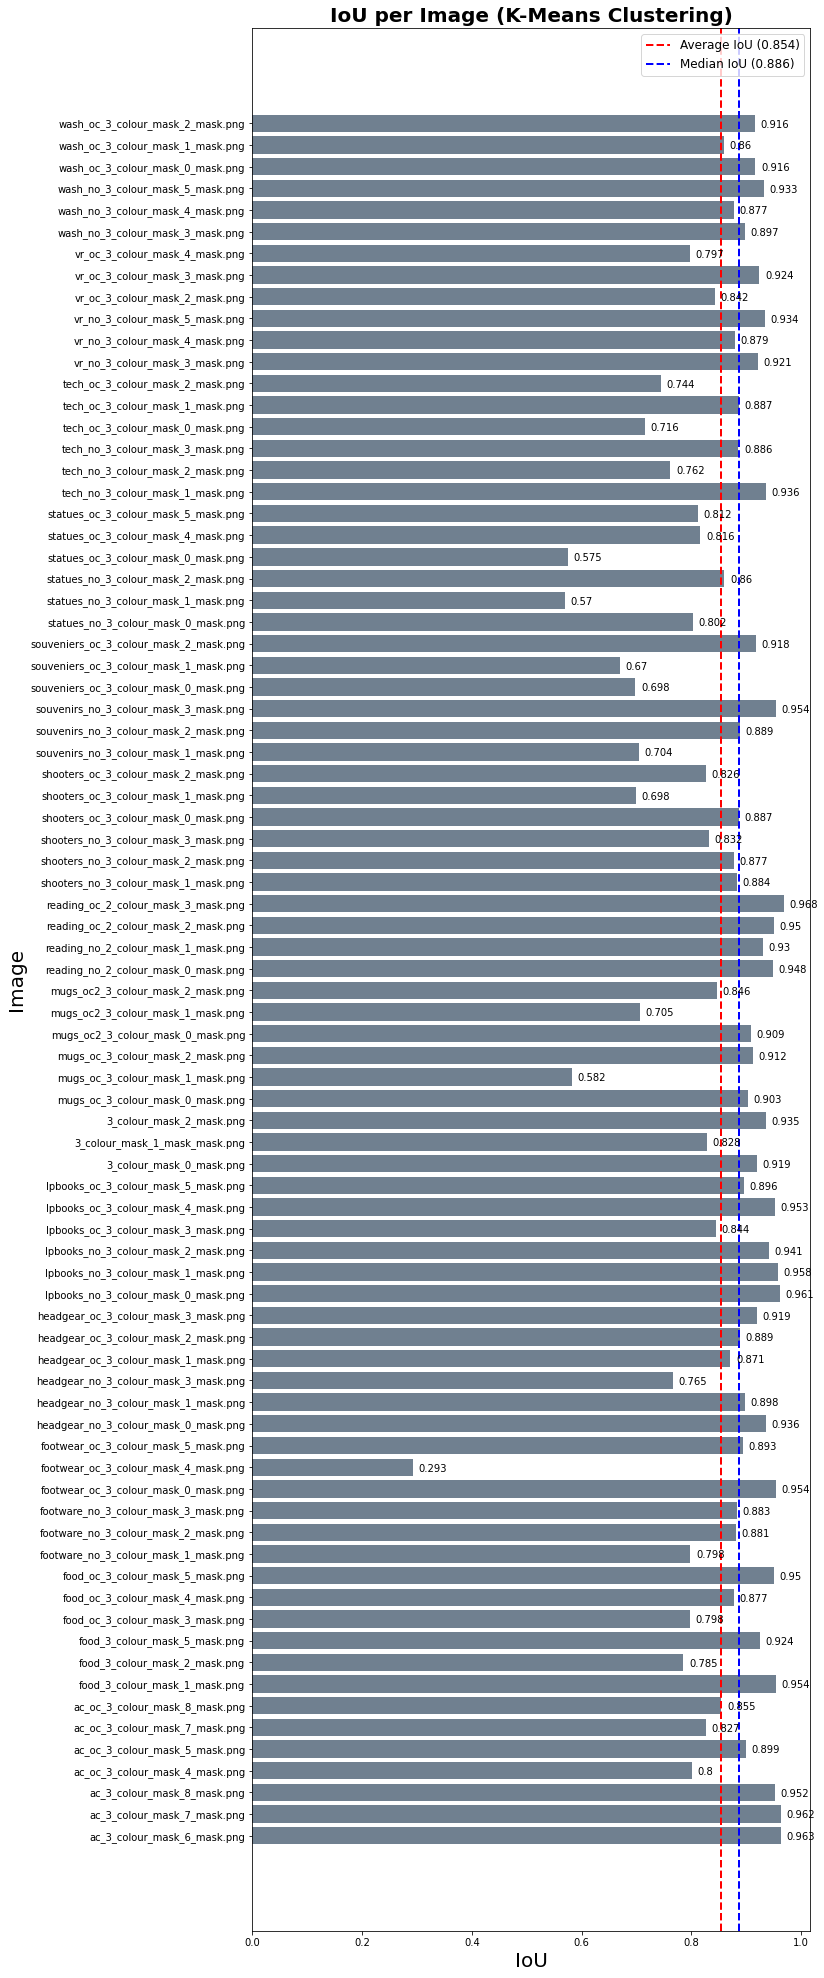 IoU per Image (K-Means Clustering)
Average IoU (0.854)
Median IoU (0.886)
wash_oc_3_colour_mask_2_mask.png 0.916
wash_oc_3_colour_mask_1_mask.png 0.86
wash_oc_3_colour_mask_0_mask.png 0.916
wash_no_3_colour_mask_5_mask.png 0.933
wash_no_3_colour_mask_4_mask.png 0.877
wash_no_3_colour_mask_3_mask.png 0.897
vr_oc_3_colour_mask_4_mask.png 0.797
vr_oc_3_colour_mask_3_mask.png 0.924
vr_oc_3_colour_mask_2_mask.png 0.842
vr_no_3_colour_mask_5_mask.png 0.934
vr_no_3_colour_mask_4_mask.png 0.879
vr_no_3_colour_mask_3_mask.png 0.921
tech_oc_3_colour_mask_2_mask.png 0.744
tech_oc_3_colour_mask_1_mask.png 0.887
tech_oc_3_colour_mask_0_mask.png 0.716
tech_no_3_colour_mask_3_mask.png 0.886
tech_no_3_colour_mask_2_mask.png 0.762
tech_no_3_colour_mask_1_mask.png 0.936
statues_oc_3_colour_mask_5_mask.png 0.812
statues_oc_3_colour_mask_4_mask.png 0.816
statues_oc_3_colour_mask_0_mask.png 0.575
statues_no_3_colour_mask_2_mask.png 0.86
statues_no_3_colour_mask_1_mask.png 0.57
statues_no_3_colour_mask_0_mask.png 0.802
souveniers_oc_3_colour_mask_2_mask.png 0.918
souveniers_oc_3_colour_mask_1_mask.png 0.67
souveniers_oc_3_colour_mask_0_mask.png 0.698
souvenirs_no_3_colour_mask_3_mask.png 0.954
souvenirs_no_3_colour_mask_2_mask.png 0.889
souvenirs_no_3_colour_mask_1_mask.png 0.704
shooters_oc_3_colour_mask_2_mask.png 0.826
shooters_oc_3_colour_mask_1_mask.png 0.698
shooters_oc_3_colour_mask_0_mask.png 0.887
shooters_no_3_colour_mask_3_mask.png 0.832
shooters_no_3_colour_mask_2_mask.png 0.877
shooters_no_3_colour_mask_1_mask.png 0.884
reading_oc_2_colour_mask_3_mask.png 0.968
reading_oc_2_colour_mask_2_mask.png 0.95
reading_no_2_colour_mask_1_mask.png 0.93
reading_no_2_colour_mask_0_mask.png 0.948
mugs_oc2_3_colour_mask_2_mask.png 0.846
mugs_oc2_3_colour_mask_1_mask.png 0.705
mugs_oc2_3_colour_mask_0_mask.png 0.909
mugs_oc_3_colour_mask_2_mask.png 0.912
mugs_oc_3_colour_mask_1_mask.png 0.582
mugs_oc_3_colour_mask_0_mask.png 0.903
3_colour_mask_2_mask.png 0.935
3_colour_mask_1_mask_mask.png 0.828
3_colour_mask_0_mask.png 0.919
lpbooks_oc_3_colour_mask_5_mask.png 0.896
lpbooks_oc_3_colour_mask_4_mask.png 0.953
lpbooks_oc_3_colour_mask_3_mask.png 0.844
lpbooks_no_3_colour_mask_2_mask.png 0.941
lpbooks_no_3_colour_mask_1_mask.png 0.958
lpbooks_no_3_colour_mask_0_mask.png 0.961
headgear_oc_3_colour_mask_3_mask.png 0.919
headgear_oc_3_colour_mask_2_mask.png 0.889
headgear_oc_3_colour_mask_1_mask.png 0.871
headgear_no_3_colour_mask_3_mask.png 0.765
headgear_no_3_colour_mask_1_mask.png 0.898
headgear_no_3_colour_mask_0_mask.png 0.936
footwear_oc_3_colour_mask_5_mask.png 0.893
footwear_oc_3_colour_mask_4_mask.png 0.293
footwear_oc_3_colour_mask_0_mask.png 0.954
footware_no_3_colour_mask_3_mask.png 0.883
footware_no_3_colour_mask_2_mask.png 0.881
footware_no_3_colour_mask_1_mask.png 0.798
food_oc_3_colour_mask_5_mask.png 0.95
food_oc_3_colour_mask_4_mask.png 0.877
food_oc_3_colour_mask_3_mask.png 0.798
food_3_colour_mask_5_mask.png 0.924
food_3_colour_mask_2_mask.png 0.785
food_3_colour_mask_1_mask.png 0.954
ac_oc_3_colour_mask_8_mask.png 0.855
ac_oc_3_colour_mask_7_mask.png 0.827
ac_oc_3_colour_mask_5_mask.png 0.899
ac_oc_3_colour_mask_4_mask.png 0.8
ac_3_colour_mask_8_mask.png 0.952
ac_3_colour_mask_7_mask.png 0.962
ac_3_colour_mask_6_mask.png 0.963
Image
0.0 0.2 0.4 0.6 0.8 1.0
IoU